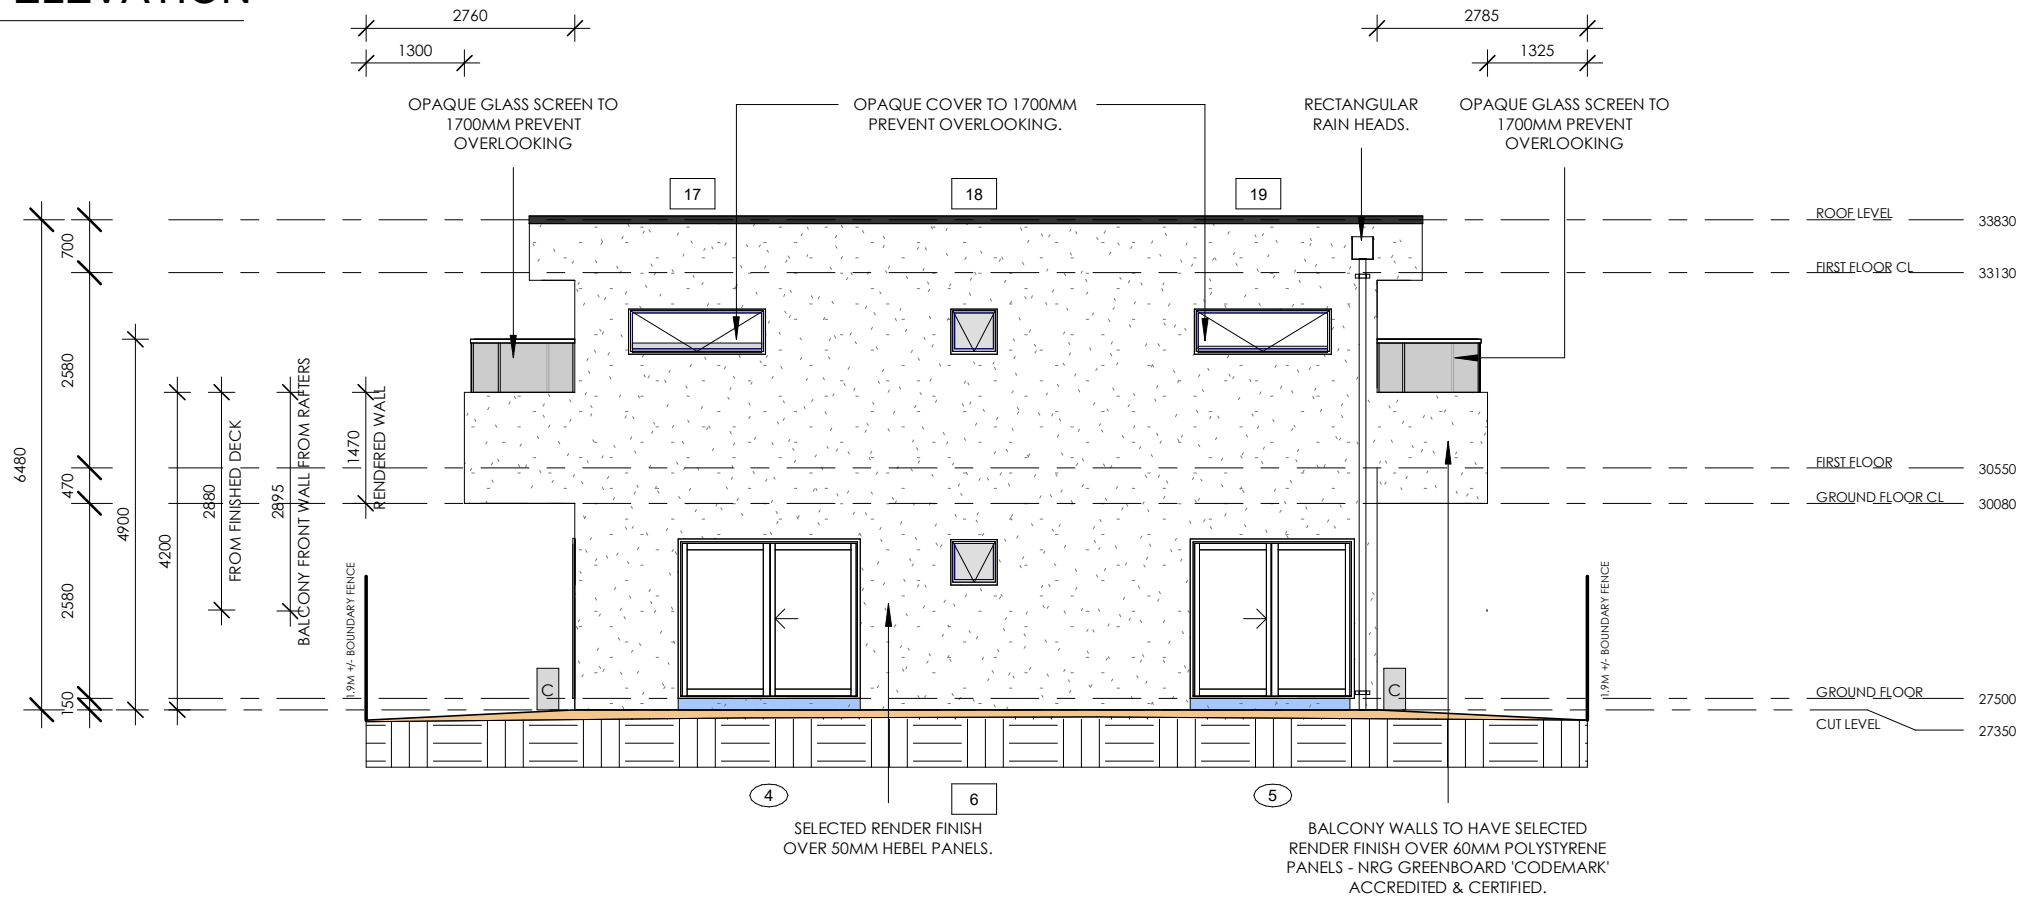 ELEVATION
2760
2785
1300
1325
OPAQUE GLASS SCREEN TO
1700MM PREVENT
OVERLOOKING
OPAQUE COVER TO 1700MM
PREVENT OVERLOOKING.
RECTANGULAR
RAIN HEADS.
OPAQUE GLASS SCREEN TO
1700MM PREVENT
OVERLOOKING
17
18
19
ROOF LEVEL
33830
FIRST FLOOR CL
33130
FIRST FLOOR
30550
GROUND FLOOR CL
30080
GROUND FLOOR
27500
CUT LEVEL
27350
6480
700
2580
470
2580
150
4900
4200
2880
FROM FINISHED DECK
2895
BALCONY FRONT WALL FROM RAFTERS
1470
RENDERED WALL
1.9M +/- BOUNDARY FENCE
1.9M +/- BOUNDARY FENCE
C
C
4
6
5
SELECTED RENDER FINISH
OVER 50MM HEBEL PANELS.
BALCONY WALLS TO HAVE SELECTED
RENDER FINISH OVER 60MM POLYSTYRENE
PANELS - NRG GREENBOARD 'CODEMARK'
ACCREDITED & CERTIFIED.